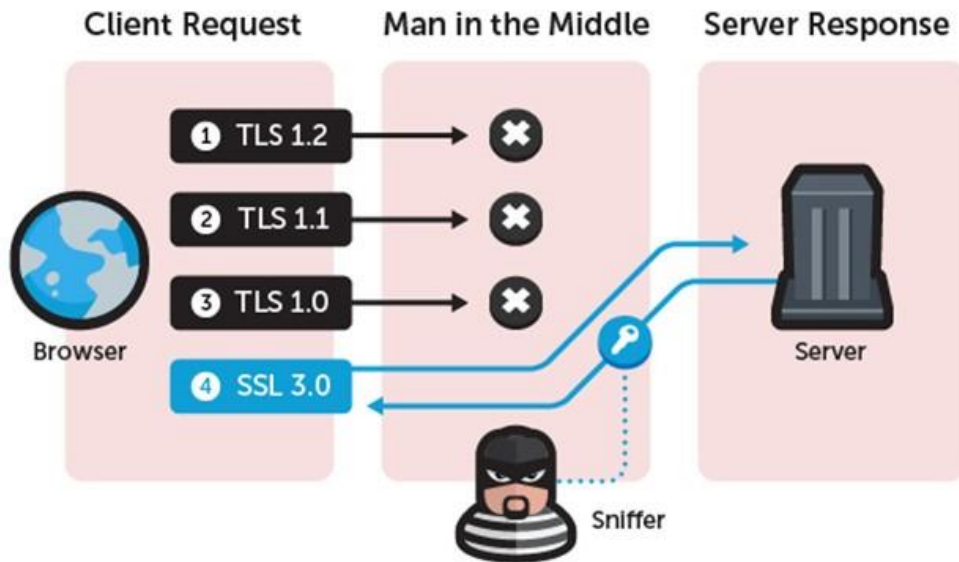 Client Request
Man in the Middle
Server Response
1 TLS 1.2
2 TLS 1.1
3 TLS 1.0
4 SSL 3.0
Browser
Server
Sniffer